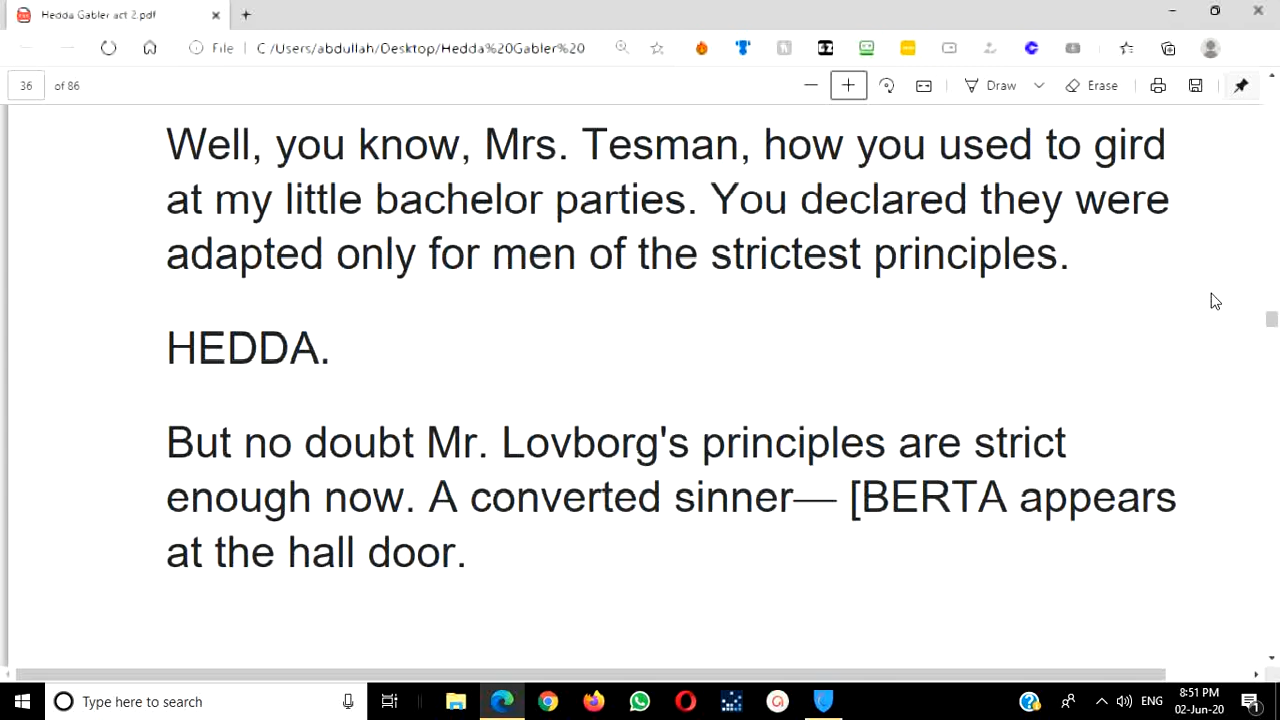 Hedda Gabler act 2.pdf
File C:/Users/abdullah/Desktop/Hedda%20Gabler%20
36 of 86
Draw
Erase
Well, you know, Mrs. Tesman, how you used to gird
at my little bachelor parties. You declared they were
adapted only for men of the strictest principles.
HEDDA.
But no doubt Mr. Lovborg's principles are strict
enough now. A converted sinner— [BERTA appears
at the hall door.
Type here to search
ENG
8:51 PM
02-Jun-20